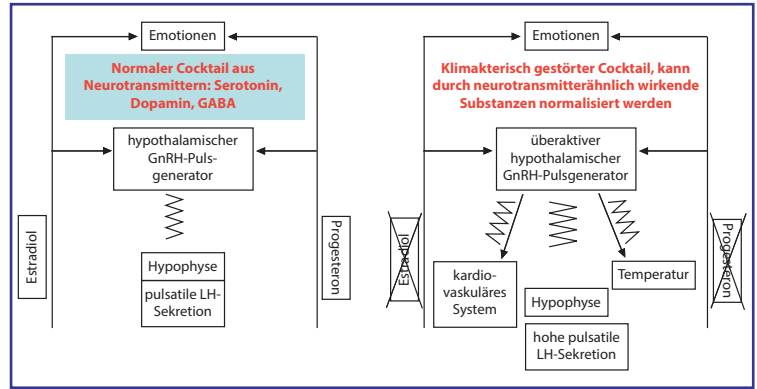 Emotionen
Normaler Cocktail aus
Neurotransmittern: Serotonin,
Dopamin, GABA
hypothalamischer
GnRH-Puls-
generator
Estradiol
Progesteron
Hypophyse
pulsatile LH-
Sekretion
Emotionen
Klimakterisch gestörter Cocktail, kann
durch neurotransmitterähnlich wirkende
Substanzen normalisiert werden
überaktiver
hypothalamischer
GnRH-Pulsgenerator
Estradiol
Progesteron
kardio-
vaskuläres
System
Temperatur
Hypophyse
hohe pulsatile
LH-Sekretion